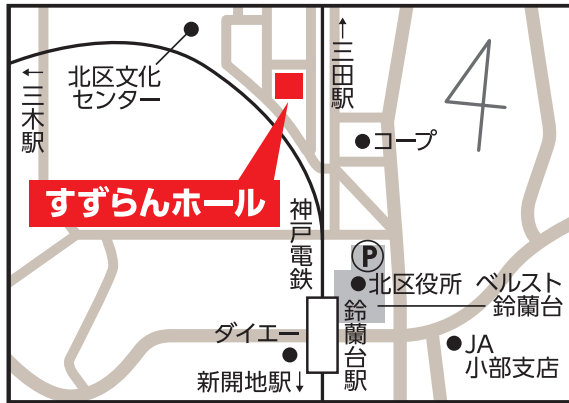 北区文化
センター
← 三木駅
← 三田駅
4
コープ
すずらんホール
神戸電鉄
P
北区役所
ベルスト
鈴蘭台
ダイエー
鈴蘭台駅
JA
小部支店
新開地駅→